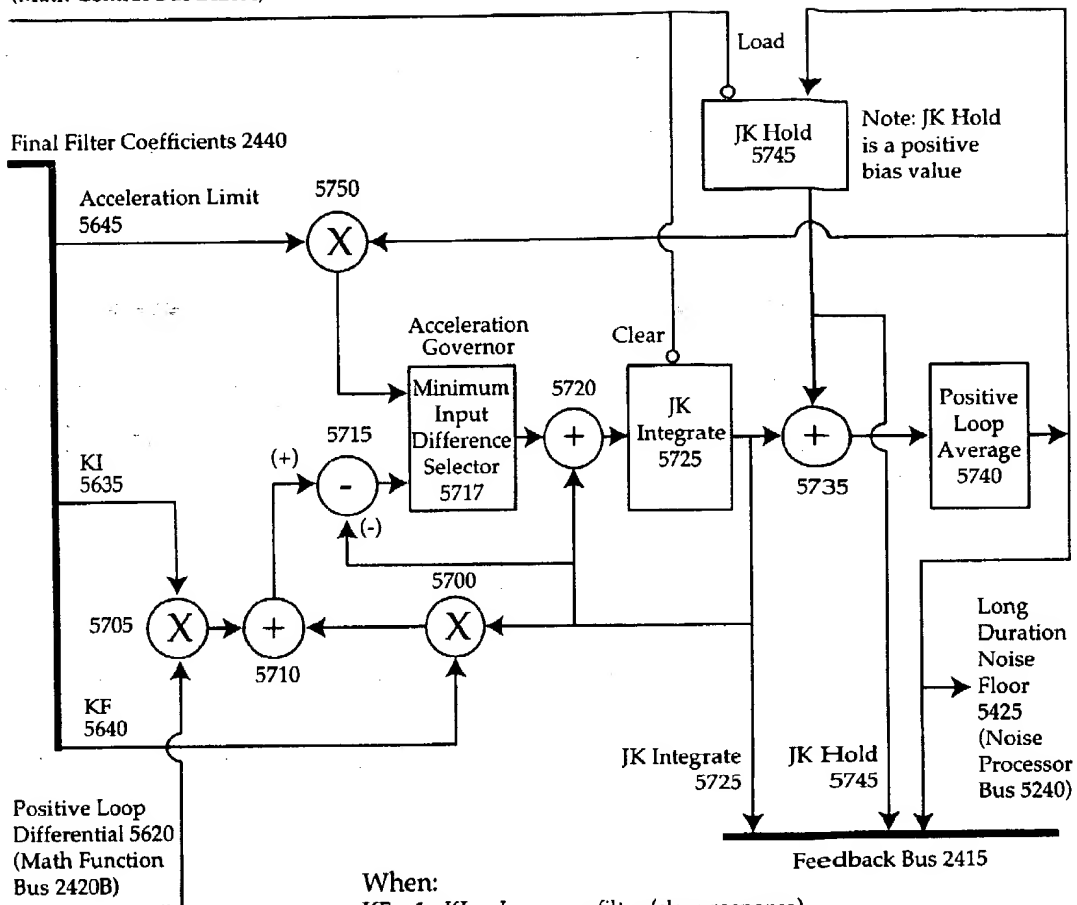 Load
JK Hold
5745
Note: JK Hold
is a positive
bias value
Final Filter Coefficients 2440
Acceleration Limit
5645
5750
X
Acceleration
Governor
Clear
Minimum
Input
Difference
Selector
5717
5720
+
JK
Integrate
5725
+
5735
Positive
Loop
Average
5740
KI
5635
5715
(+)
-
(-)
5700
X
5705
X
+
5710
KF
5640
Long
Duration
Noise
Floor
5425
(Noise
Processor
Bus 5240)
JK Integrate
5725
JK Hold
5745
Positive Loop
Differential 5620
(Math Function
Bus 2420B)
Feedback Bus 2415
When: